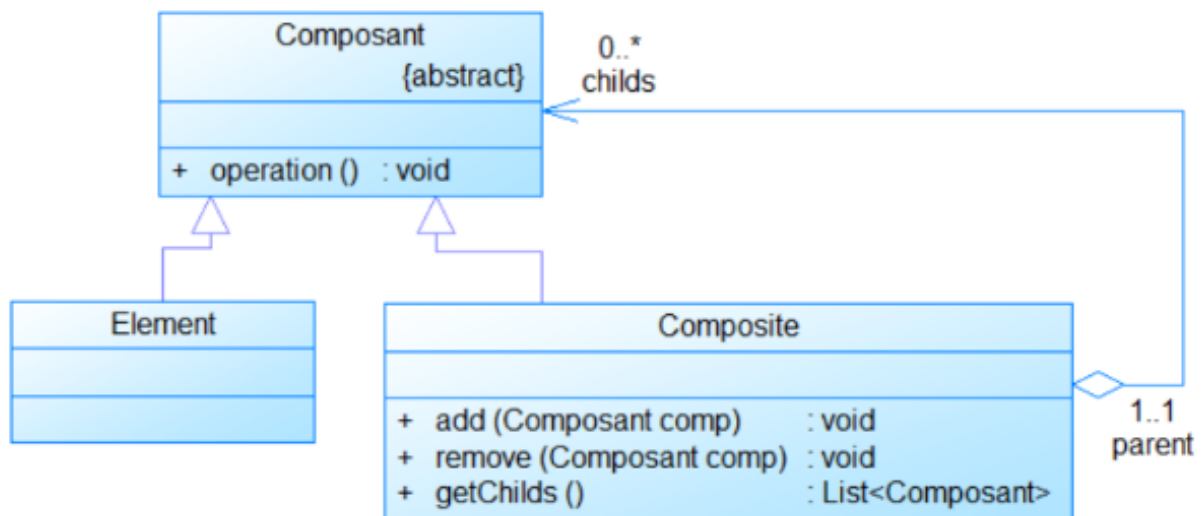 Composant
{abstract}
0..*
childs
+ operation () : void
Element
Composite
+ add (Composant comp) : void
+ remove (Composant comp) : void
+ getChilds () : List<Composant>
1..1
parent